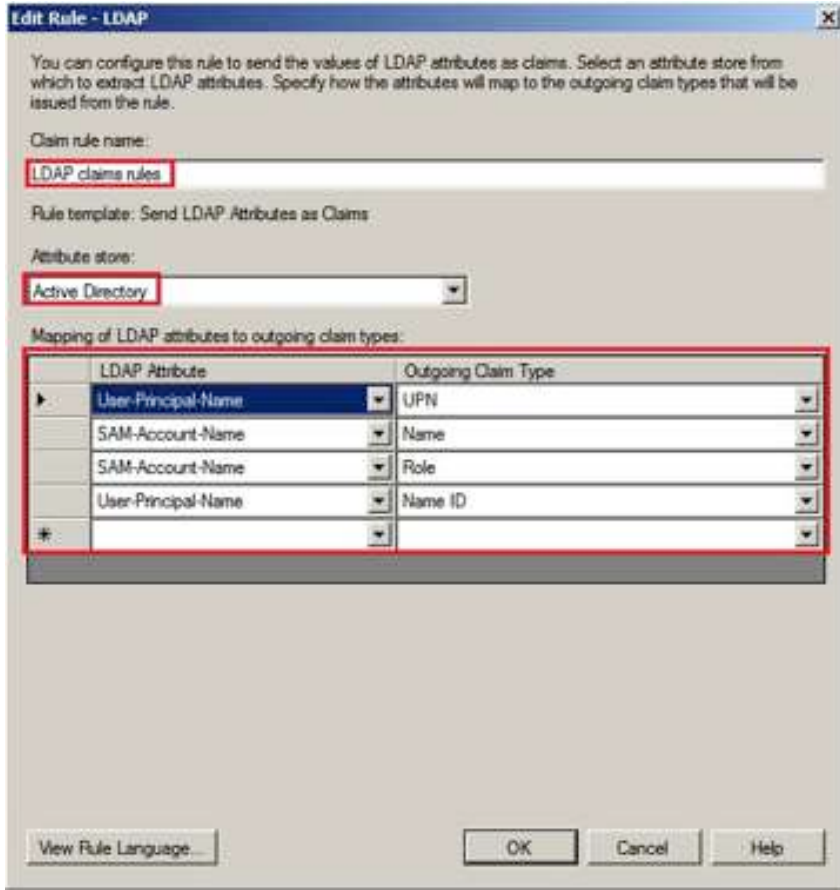 Edit Rule - LDAP
You can configure this rule to send the values of LDAP attributes as claims. Select an attribute store from
which to extract LDAP attributes. Specify how the attributes will map to the outgoing claim types that will be
issued from the rule.
Claim rule name:
LDAP claims rules
Rule template: Send LDAP Attributes as Claims
Attribute store:
Active Directory
Mapping of LDAP attributes to outgoing claim types:
LDAP Attribute Outgoing Claim Type
User-Principal-Name UPN
SAM-Account-Name Name
SAM-Account-Name Role
User-Principal-Name Name ID
View Rule Language... OK Cancel Help